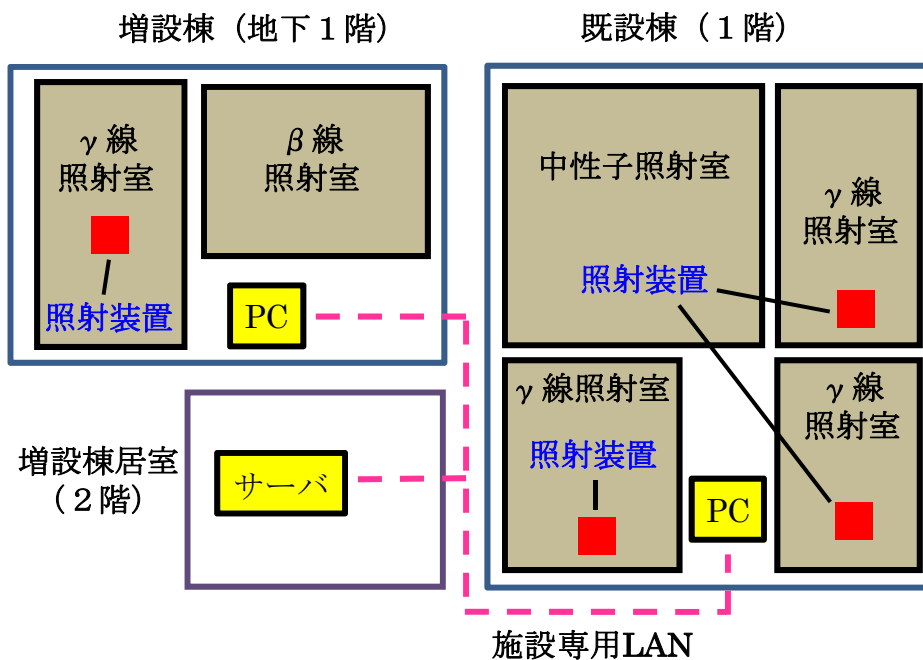 増設棟（地下１階）
γ線
照射室
β線
照射室
照射装置
PC
増設棟居室
（２階）
サーバ
既設棟（１階）
中性子照射室
γ線
照射室
照射装置
γ線照射室
照射装置
γ線
照射室
PC
施設専用LAN